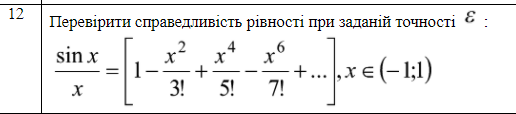 12
Перевірити справедливість рівності при заданій точності ε :
sin x / x = [1 − x²/3! + x⁴/5! − x⁶/7! + ...], x ∈ (−1;1)